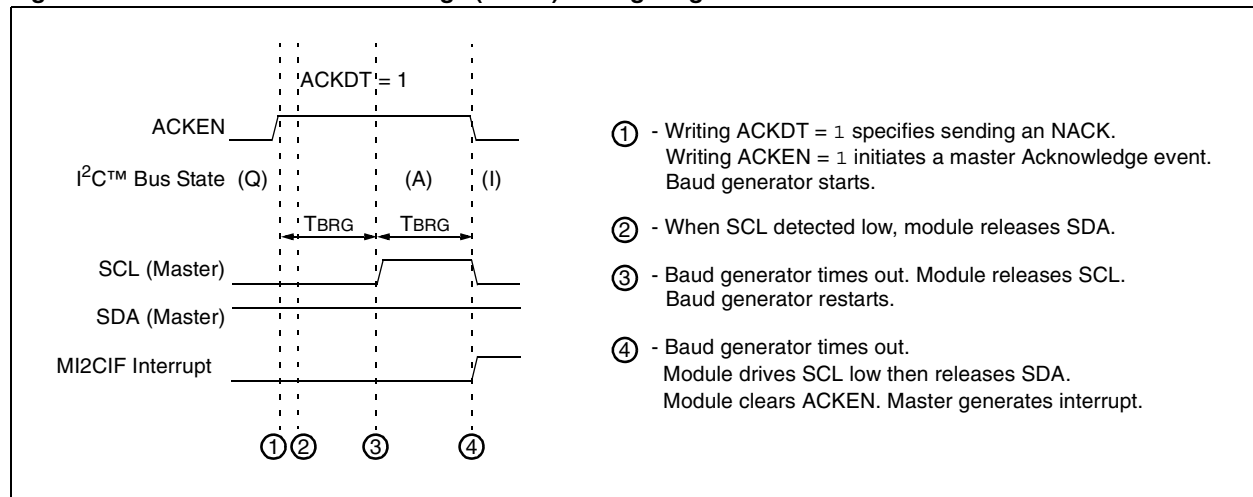 ACKDT = 1
ACKEN
I²C™ Bus State (Q) (A) (I)
TBRG TBRG
SCL (Master)
SDA (Master)
MI2CIF Interrupt
1 2 3 4
1 - Writing ACKDT = 1 specifies sending an NACK.
Writing ACKEN = 1 initiates a master Acknowledge event.
Baud generator starts.
2 - When SCL detected low, module releases SDA.
3 - Baud generator times out. Module releases SCL.
Baud generator restarts.
4 - Baud generator times out.
Module drives SCL low then releases SDA.
Module clears ACKEN. Master generates interrupt.